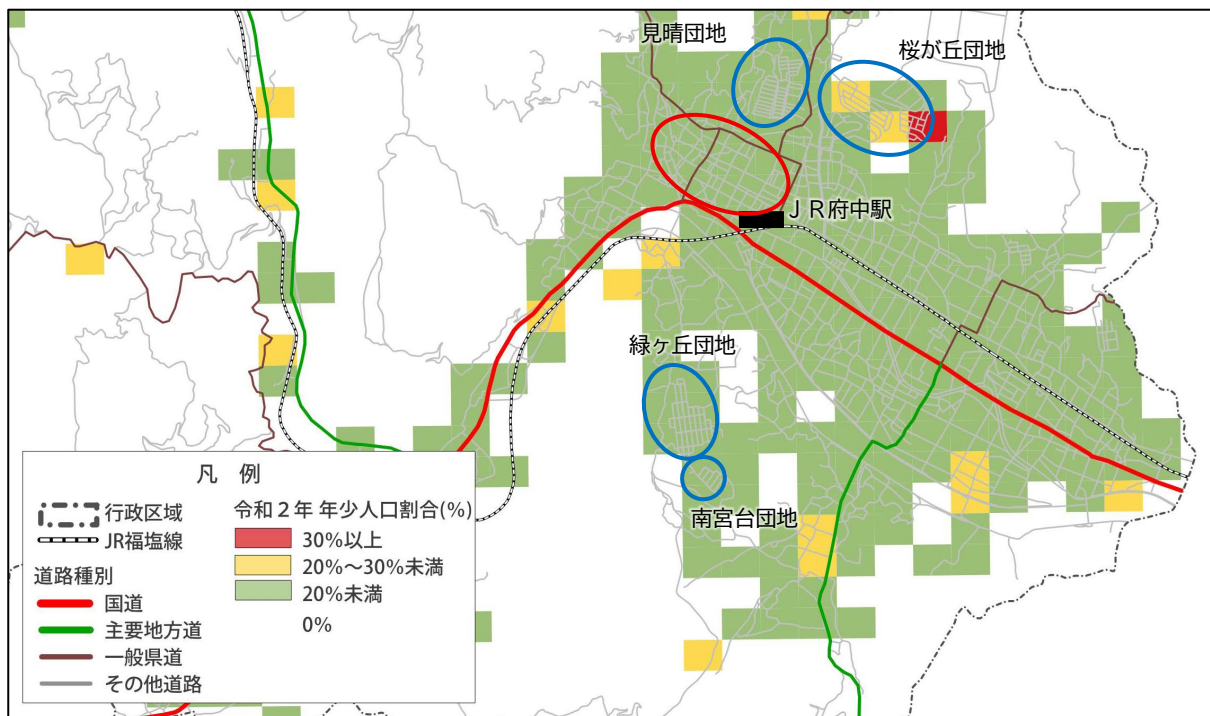 見晴団地
桜が丘団地
JR府中駅
緑ヶ丘団地
南宮台団地
凡 例
行政区域
JR福塩線
道路種別
国道
主要地方道
一般県道
その他道路
令和2年 年少人口割合(%)
30%以上
20%～30%未満
20%未満
0%